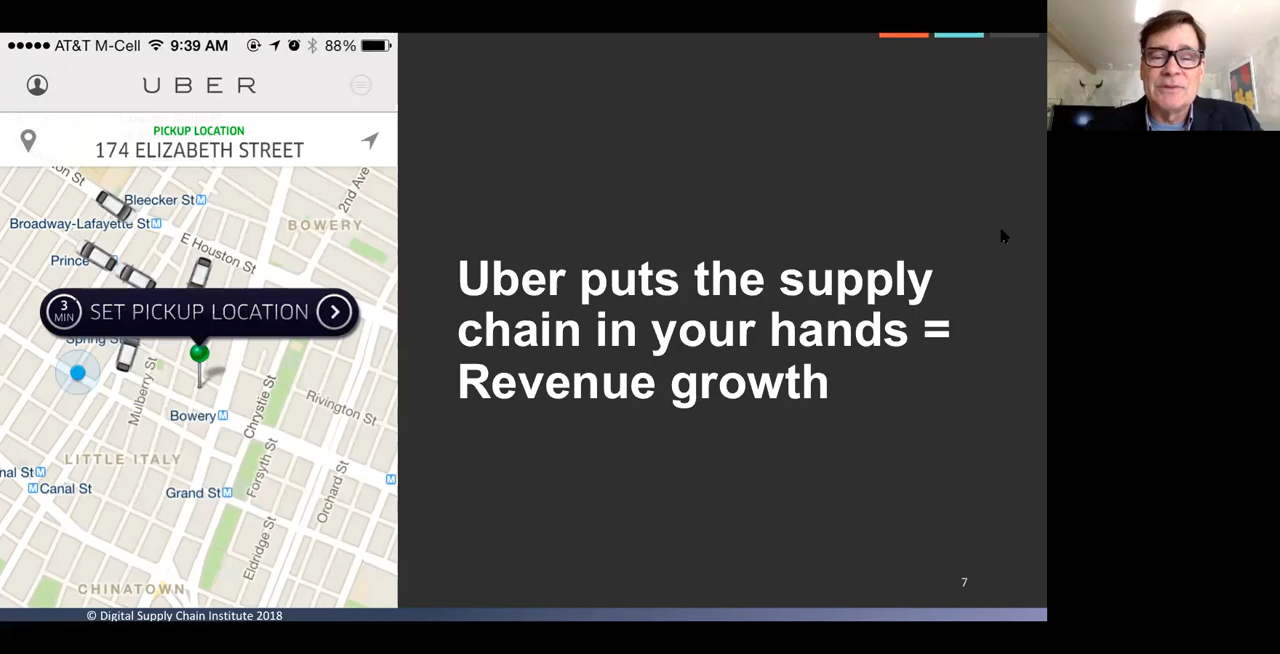 AT&T M-Cell 9:39 AM 88%
UBER
PICKUP LOCATION
174 ELIZABETH STREET
on St
Bleecker St M
2nd Ave
Broadway-Lafayette St M
BOWERY
E Houston St
Prince
3 MIN SET PICKUP LOCATION
Spring St
Mulberry St
Bowery M
Chrystie St
Rivington St
LITTLE ITALY
Forsyth St
nal St M
M Canal St
Grand St M
M
Orchard St
Eldridge St
CHINATOWN
Uber puts the supply
chain in your hands =
Revenue growth
7
© Digital Supply Chain Institute 2018